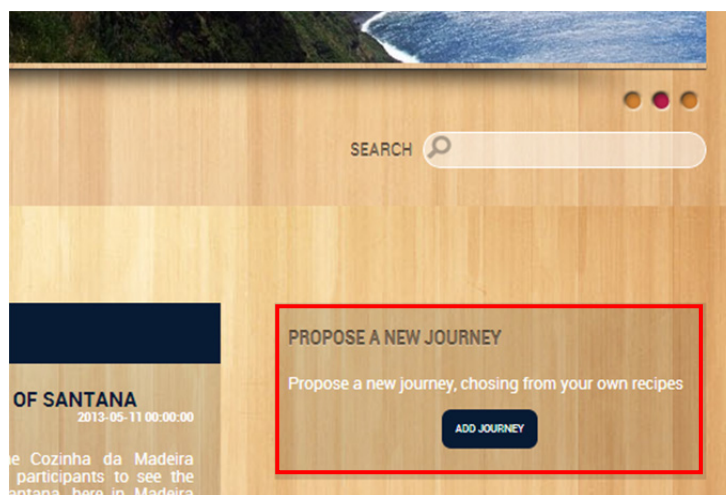 SEARCH
PROPOSE A NEW JOURNEY
Propose a new journey, chosing from your own recipes
ADD JOURNEY
OF SANTANA
2013-05-11 00:00:00
Cozinha da Madeira
participants to see the
here in Madeira